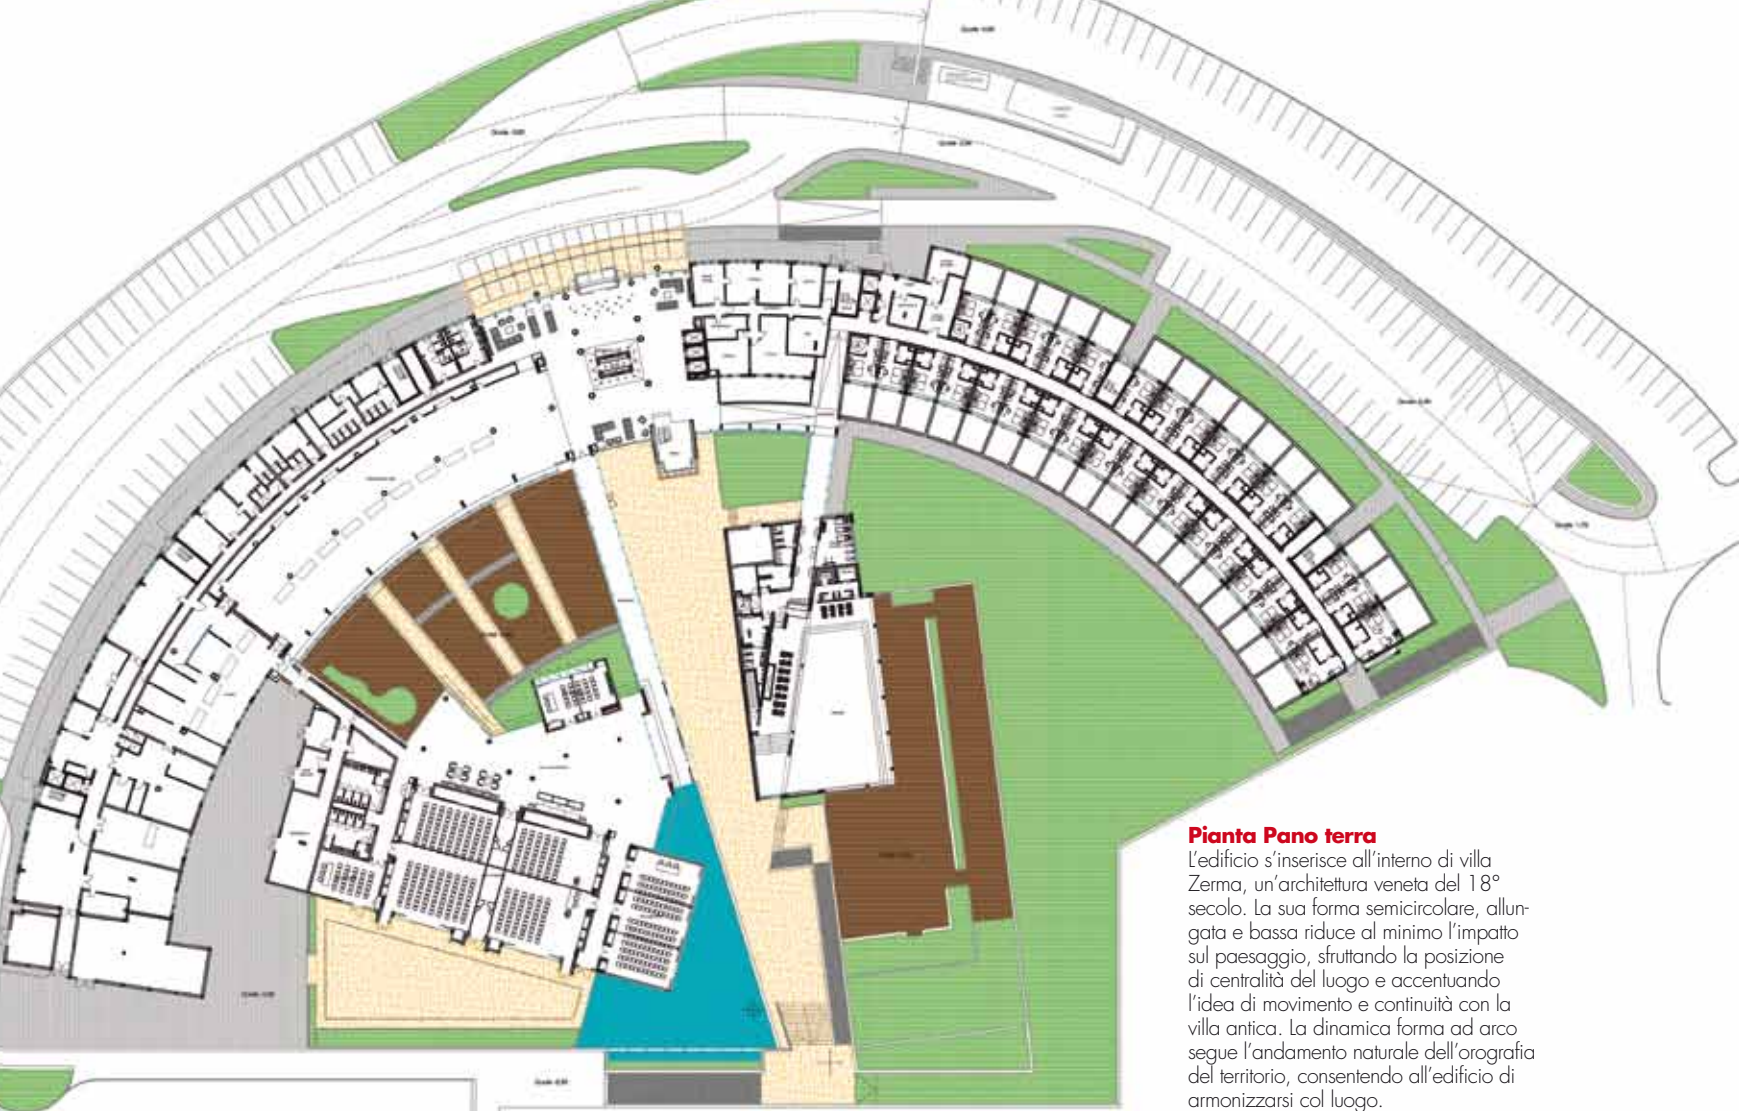 Pianta Pano terra
L’edificio s’inserisce all’interno di villa
Zerma, un’architettura veneta del 18°
secolo. La sua forma semicircolare, allun-
gata e bassa riduce al minimo l’impatto
sul paesaggio, sfruttando la posizione
di centralità del luogo e accentuando
l’idea di movimento e continuità con la
villa antica. La dinamica forma ad arco
segue l’andamento naturale dell’orografia
del territorio, consentendo all’edificio di
armonizzarsi col luogo.